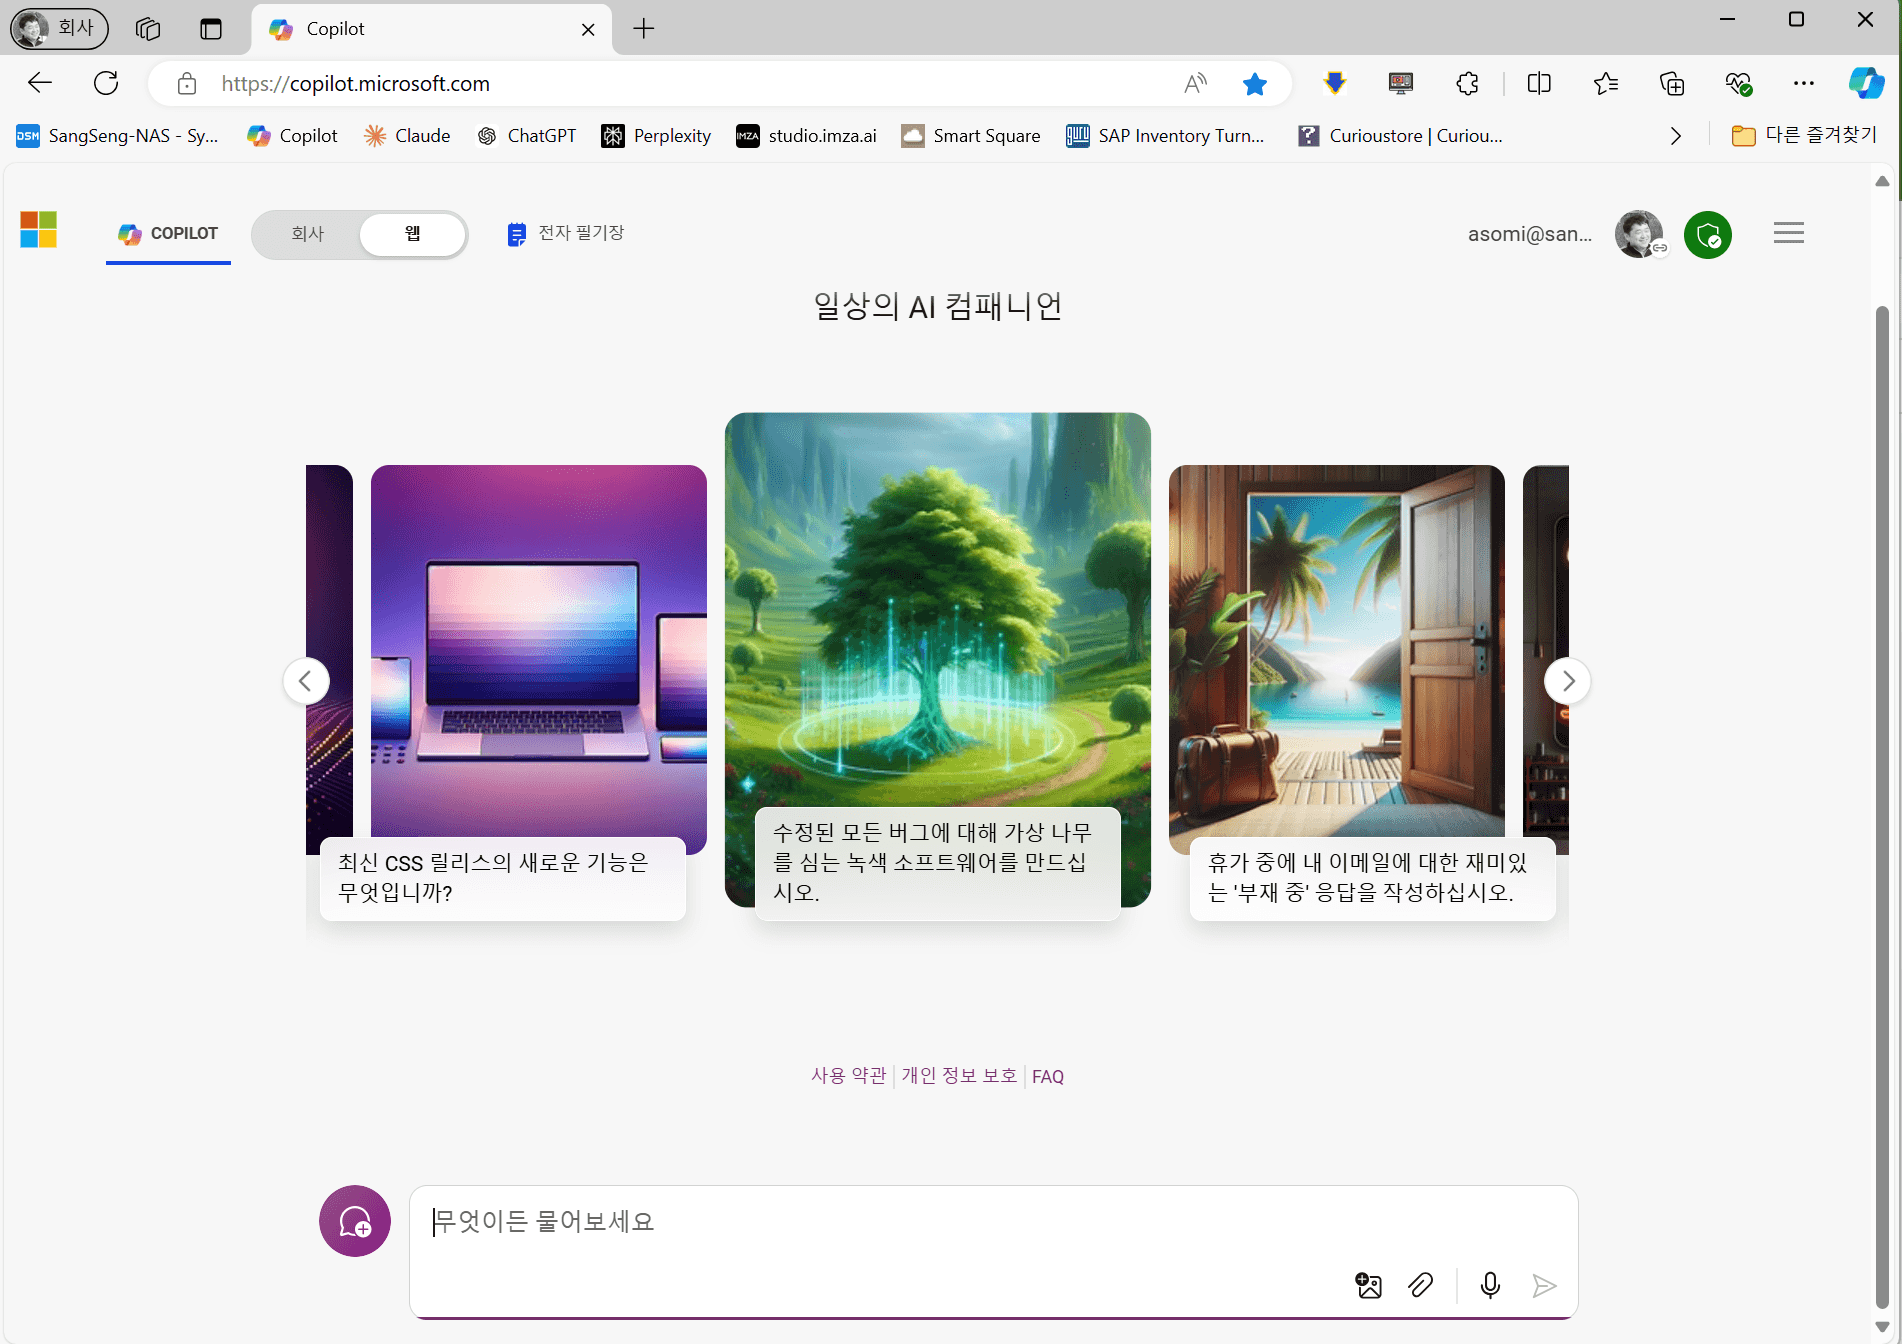 회사
Copilot
https://copilot.microsoft.com
DSM SangSeng-NAS - Sy...
Copilot
Claude
ChatGPT
Perplexity
IMZA studio.imza.ai
Smart Square
guru SAP Inventory Turn...
? Curioustore | Curiou...
다른 즐겨찾기
COPILOT
회사
웹
전자 필기장
asomi@san...
일상의 AI 컴패니언
최신 CSS 릴리스의 새로운 기능은
무엇입니까?
수정된 모든 버그에 대해 가상 나무
를 심는 녹색 소프트웨어를 만드십
시오.
휴가 중에 내 이메일에 대한 재미있
는 '부재 중' 응답을 작성하십시오.
사용 약관
개인 정보 보호
FAQ
무엇이든 물어보세요